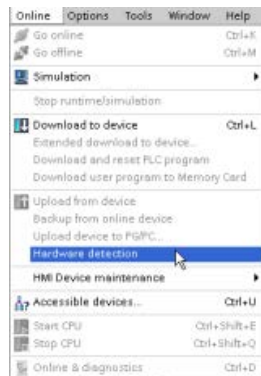 Online Options Tools Window Help
Go online Ctrl+K
Go offline Ctrl+M
Simulation
Stop runtime/simulation
Download to device Ctrl+L
Extended download to device...
Download and reset PLC program
Download user program to Memory Card
Upload from device
Backup from online device
Upload device to PG/PC...
Hardware detection
HMI Device maintenance
Accessible devices... Ctrl+U
Start CPU Ctrl+Shift+E
Stop CPU Ctrl+Shift+Q
Online & diagnostics Ctrl+D